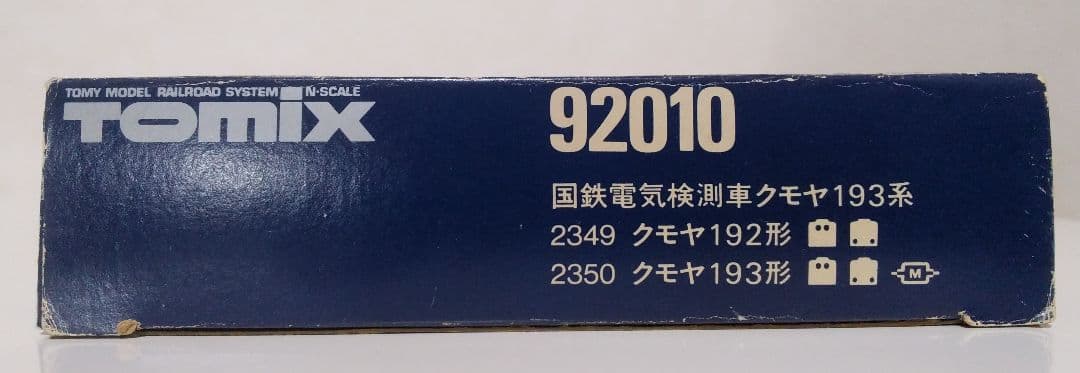 TOMY MODEL RAILROAD SYSTEM N-SCALE
TOMIX
92010
国鉄電気検測車クモヤ193系
2349 クモヤ192形
2350 クモヤ193形 M